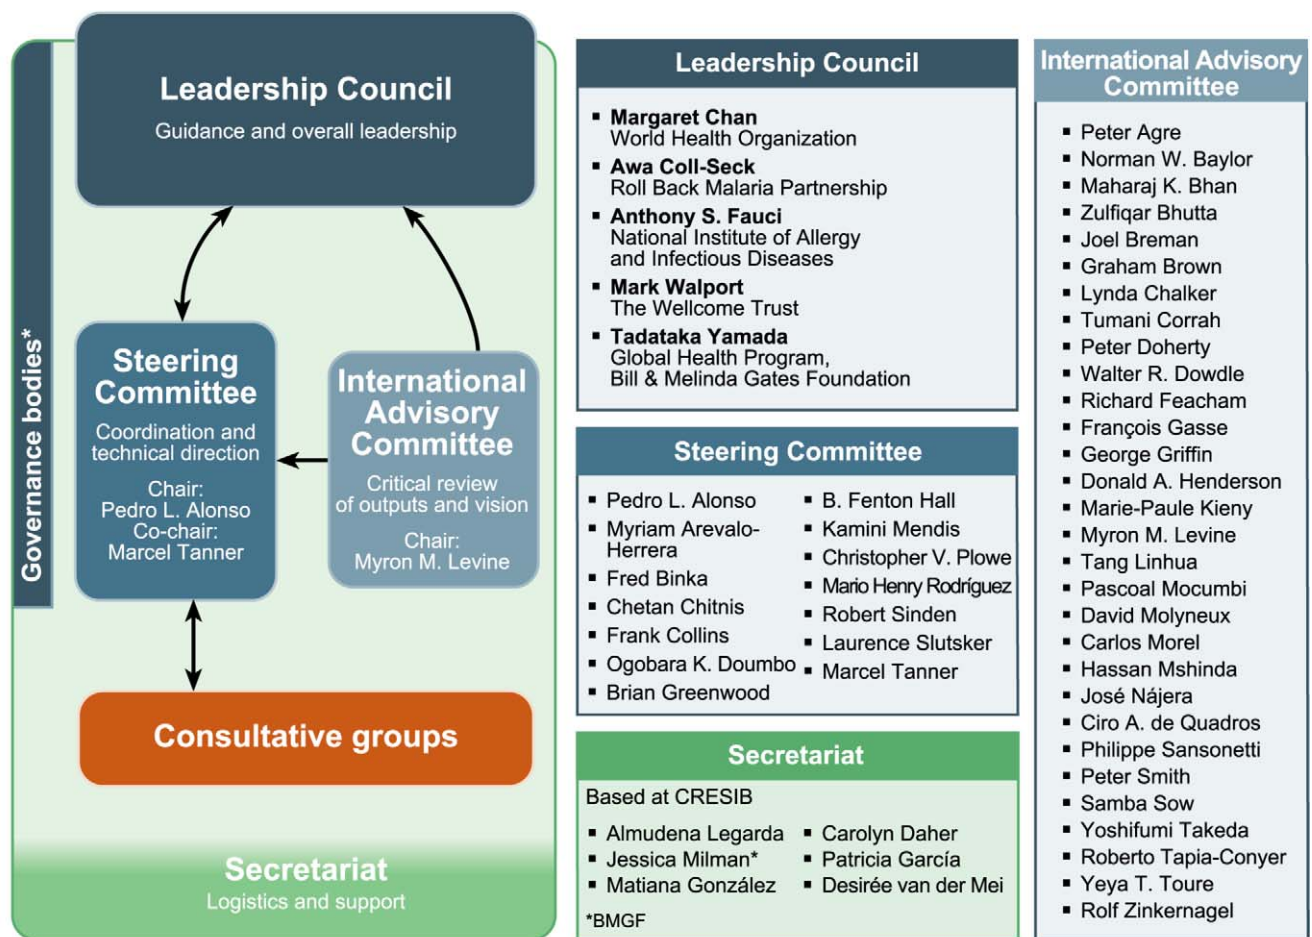 Leadership Council
Guidance and overall leadership
Governance bodies*
Steering
Committee
Coordination and
technical direction
Chair:
Pedro L. Alonso
Co-chair:
Marcel Tanner
International
Advisory
Committee
Critical review
of outputs and vision
Chair:
Myron M. Levine
Consultative groups
Secretariat
Logistics and support
Leadership Council
▪ Margaret Chan
World Health Organization
▪ Awa Coll-Seck
Roll Back Malaria Partnership
▪ Anthony S. Fauci
National Institute of Allergy
and Infectious Diseases
▪ Mark Walport
The Wellcome Trust
▪ Tadataka Yamada
Global Health Program,
Bill & Melinda Gates Foundation
Steering Committee
▪ Pedro L. Alonso
▪ Myriam Arevalo-
Herrera
▪ Fred Binka
▪ Chetan Chitnis
▪ Frank Collins
▪ Ogobara K. Doumbo
▪ Brian Greenwood
▪ B. Fenton Hall
▪ Kamini Mendis
▪ Christopher V. Plowe
▪ Mario Henry Rodríguez
▪ Robert Sinden
▪ Laurence Slutsker
▪ Marcel Tanner
Secretariat
Based at CRESIB
▪ Almudena Legarda
▪ Jessica Milman*
▪ Matiana González
▪ Carolyn Daher
▪ Patricia García
▪ Desirée van der Mei
*BMGF
International Advisory
Committee
▪ Peter Agre
▪ Norman W. Baylor
▪ Maharaj K. Bhan
▪ Zulfiqar Bhutta
▪ Joel Breman
▪ Graham Brown
▪ Lynda Chalker
▪ Tumani Corrah
▪ Peter Doherty
▪ Walter R. Dowdle
▪ Richard Feacham
▪ François Gasse
▪ George Griffin
▪ Donald A. Henderson
▪ Marie-Paule Kieny
▪ Myron M. Levine
▪ Tang Linhua
▪ Pascoal Mocumbi
▪ David Molyneux
▪ Carlos Morel
▪ Hassan Mshinda
▪ José Nájera
▪ Ciro A. de Quadros
▪ Philippe Sansonetti
▪ Peter Smith
▪ Samba Sow
▪ Yoshifumi Takeda
▪ Roberto Tapia-Conyer
▪ Yeya T. Toure
▪ Rolf Zinkernagel